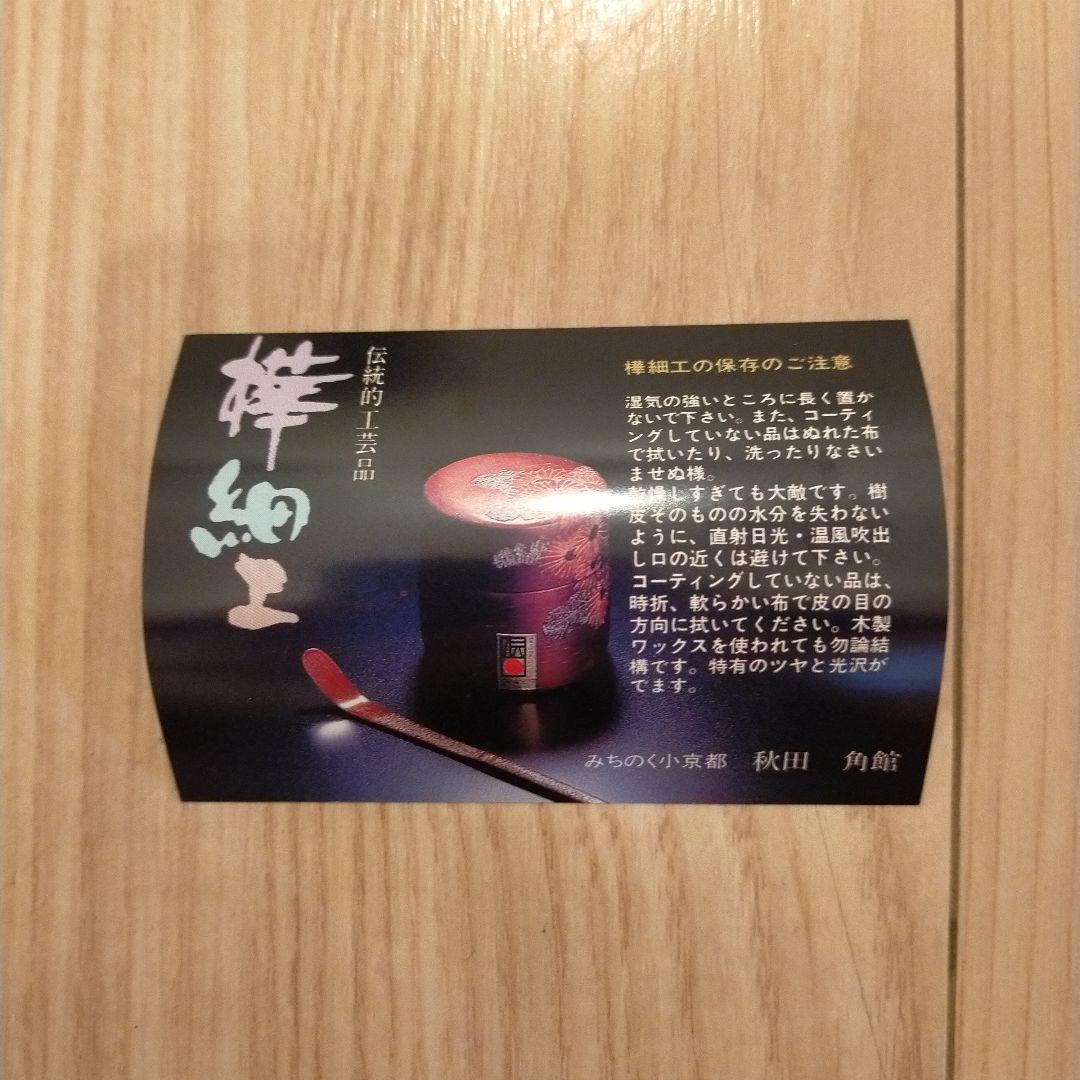 樺細工
伝統的工芸品
樺細工の保存のご注意
湿気の強いところに長く置か
ないで下さい。また、コーティ
ングしていない品はぬれた布
で拭いたり、洗ったりなさい
ませぬ様。
乾燥しすぎても大敵です。樹
皮そのものの水分を失わない
ように、直射日光・温風吹出
し口の近くは避けて下さい。
コーティングしていない品は、
時折、軟らかい布で皮の目の
方向に拭いてください。木製
ワックスを使われても勿論結
構です。特有のツヤと光沢が
でます。
みちのく小京都 秋田 角館